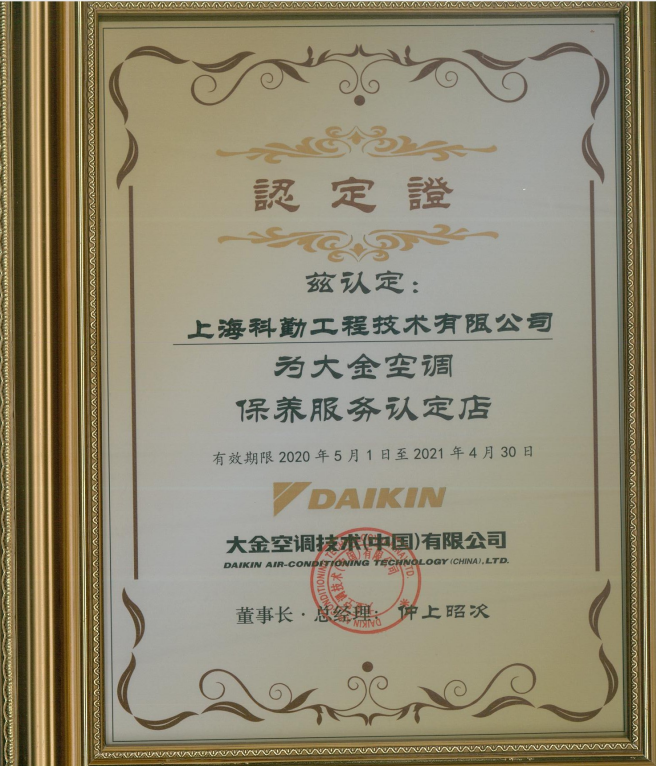 認定證
兹认定：
上海科勤工程技术有限公司
为大金空调
保养服务认定店
有效期限 2020 年 5 月 1 日至 2021 年 4 月 30 日
DAIKIN
大金空调技术(中国)有限公司
DAIKIN AIR-CONDITIONING TECHNOLOGY (CHINA)., LTD.
董事长·总经理： 仲上昭次